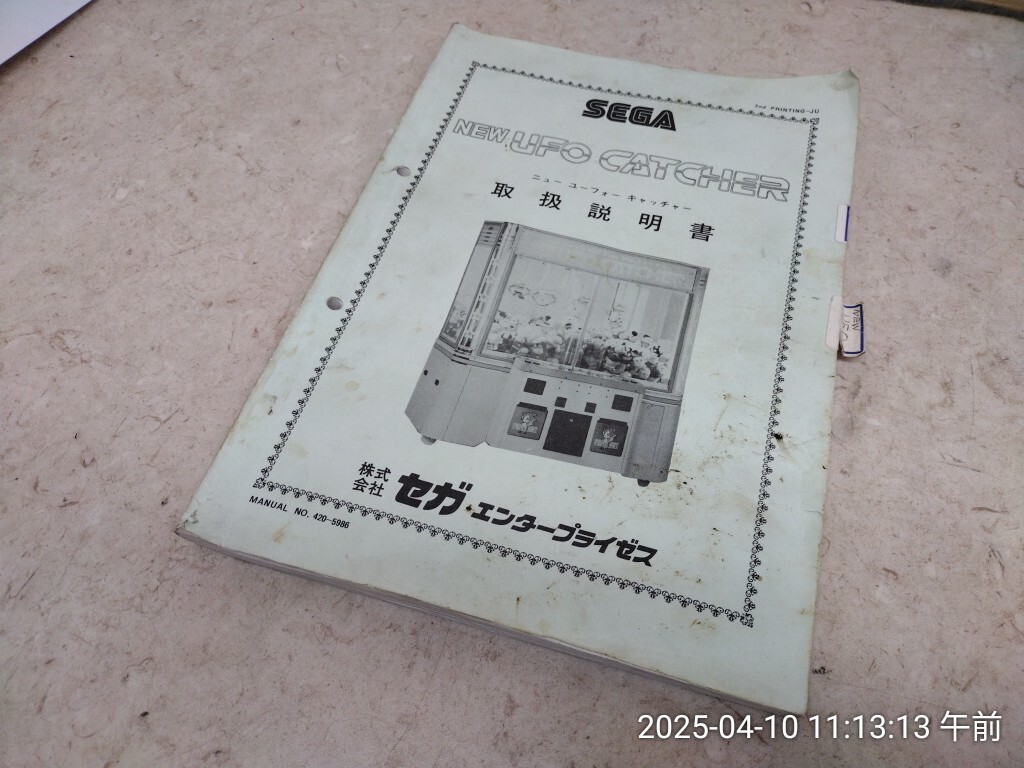 2nd PRINTING-JU
SEGA
NEW UFO CATCHER
ニュー ユーフォー キャッチャー
取扱説明書
株式会社 セガ・エンタープライゼス
MANUAL NO. 420-5986
NEW
2025-04-10 11:13:13 午前